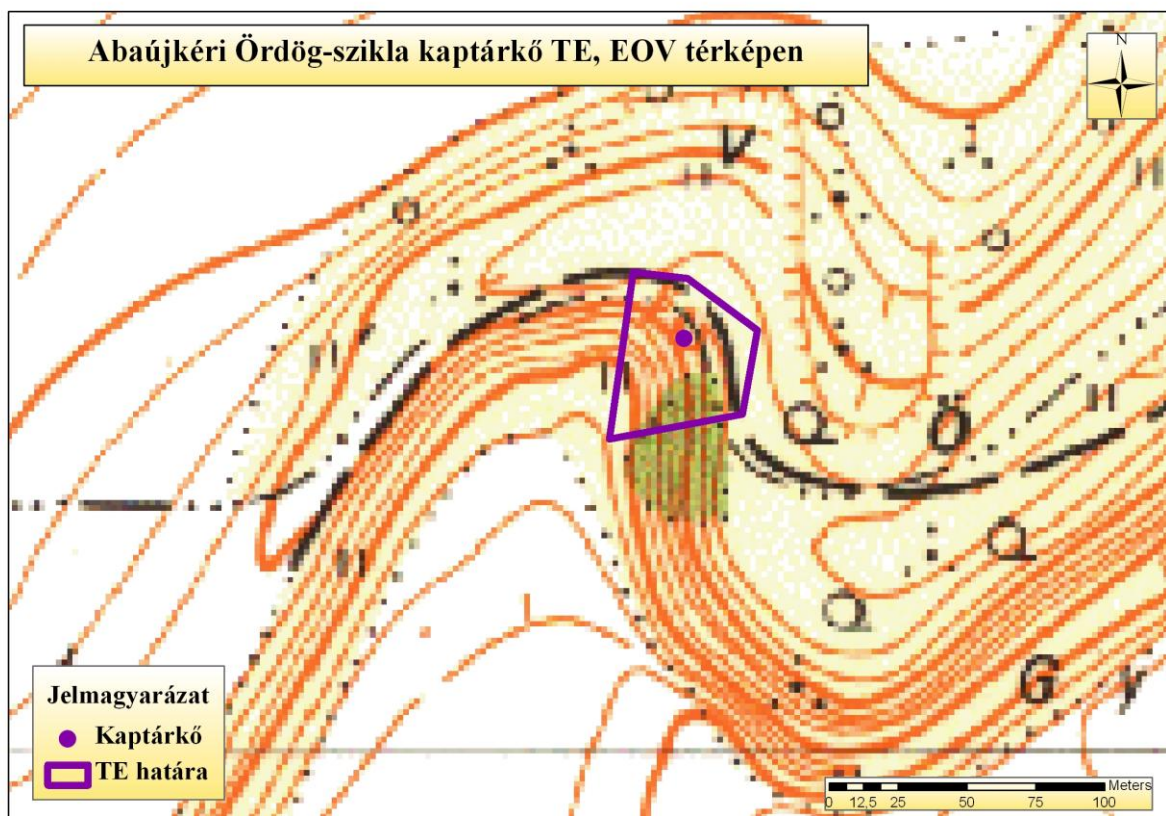 Abaújkéri Ördög-szikla kaptárkő TE, EOV térképen
N
V
Ö
G y
Jelmagyarázat
Kaptárkő
TE határa
Meters
0 12,5 25 50 75 100